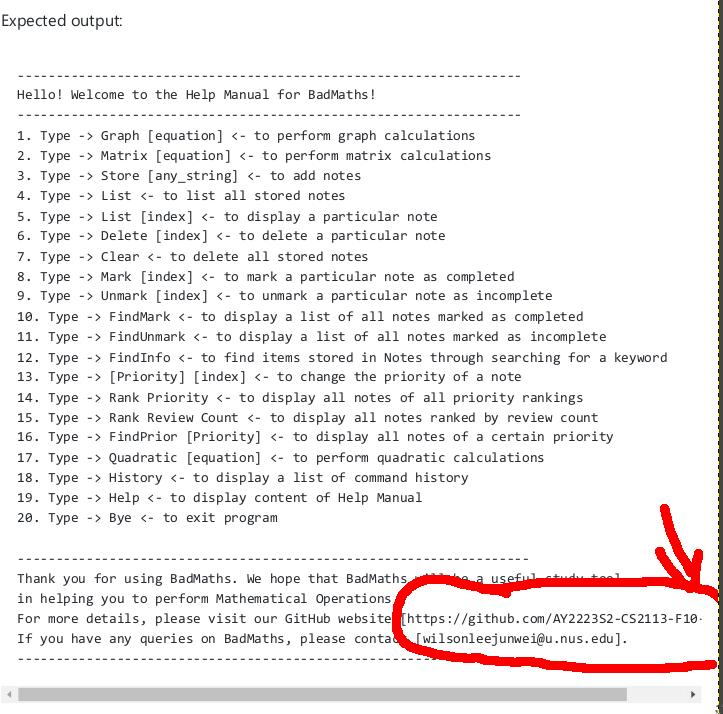 Expected output:
-----------------------------------------------------------------
Hello! Welcome to the Help Manual for BadMaths!
-----------------------------------------------------------------
1. Type -> Graph [equation] <- to perform graph calculations
2. Type -> Matrix [equation] <- to perform matrix calculations
3. Type -> Store [any_string] <- to add notes
4. Type -> List <- to list all stored notes
5. Type -> List [index] <- to display a particular note
6. Type -> Delete [index] <- to delete a particular note
7. Type -> Clear <- to delete all stored notes
8. Type -> Mark [index] <- to mark a particular note as completed
9. Type -> Unmark [index] <- to unmark a particular note as incomplete
10. Type -> FindMark <- to display a list of all notes marked as completed
11. Type -> FindUnmark <- to display a list of all notes marked as incomplete
12. Type -> FindInfo <- to find items stored in Notes through searching for a keyword
13. Type -> [Priority] [index] <- to change the priority of a note
14. Type -> Rank Priority <- to display all notes of all priority rankings
15. Type -> Rank Review Count <- to display all notes ranked by review count
16. Type -> FindPrior [Priority] <- to display all notes of a certain priority
17. Type -> Quadratic [equation] <- to perform quadratic calculations
18. Type -> History <- to display a list of command history
19. Type -> Help <- to display content of Help Manual
20. Type -> Bye <- to exit program
------------------------------------------------------------------
Thank you for using BadMaths. We hope that BadMaths will be a useful study tool
in helping you to perform Mathematical Operations
For more details, please visit our GitHub website [https://github.com/AY2223S2-CS2113-F10-
If you have any queries on BadMaths, please contact [wilsonleejunwei@u.nus.edu].
------------------------------------------------------------------